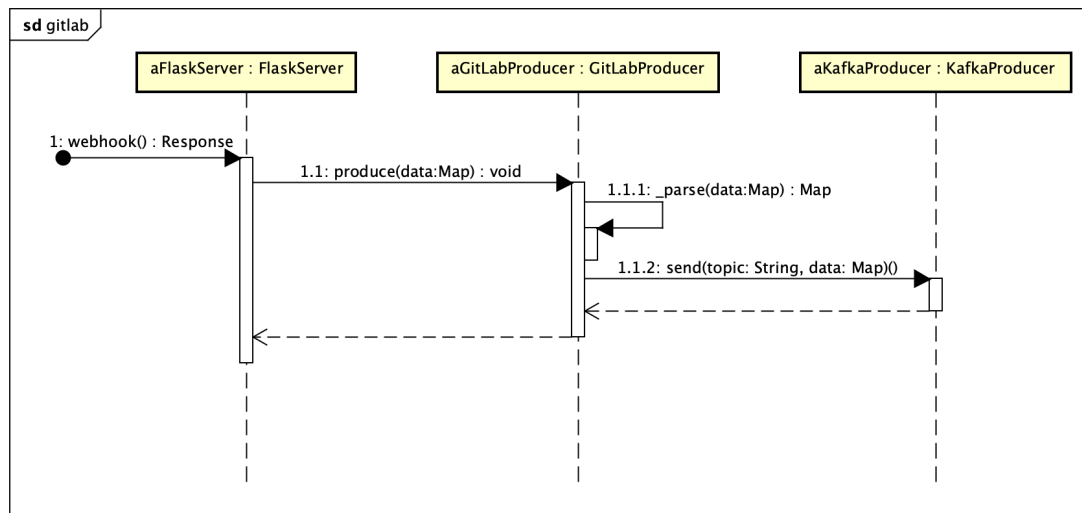 sd gitlab
aFlaskServer : FlaskServer
aGitLabProducer : GitLabProducer
aKafkaProducer : KafkaProducer
1: webhook() : Response
1.1: produce(data:Map) : void
1.1.1: _parse(data:Map) : Map
1.1.2: send(topic: String, data: Map)()